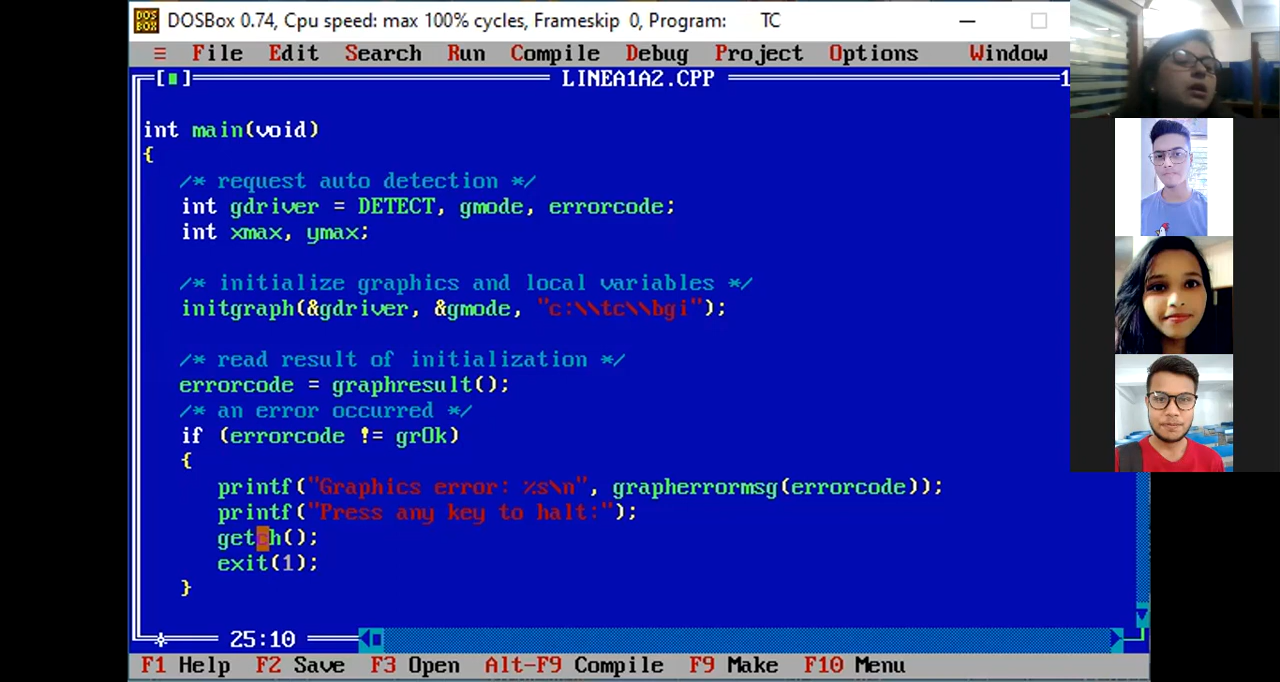 DOSBox 0.74, Cpu speed: max 100% cycles, Frameskip 0, Program: TC
DOS
BOX
≡ File Edit Search Run Compile Debug Project Options Window
[■] LINEA1A2.CPP 1
int main(void)
{
/* request auto detection */
int gdriver = DETECT, gmode, errorcode;
int xmax, ymax;
/* initialize graphics and local variables */
initgraph(&gdriver, &gmode, "c:\\tc\\bgi");
/* read result of initialization */
errorcode = graphresult();
/* an error occurred */
if (errorcode != grOk)
{
printf("Graphics error: %s\n", grapherrormsg(errorcode));
printf("Press any key to halt:");
getch();
exit(1);
}
25:10
F1 Help F2 Save F3 Open Alt-F9 Compile F9 Make F10 Menu